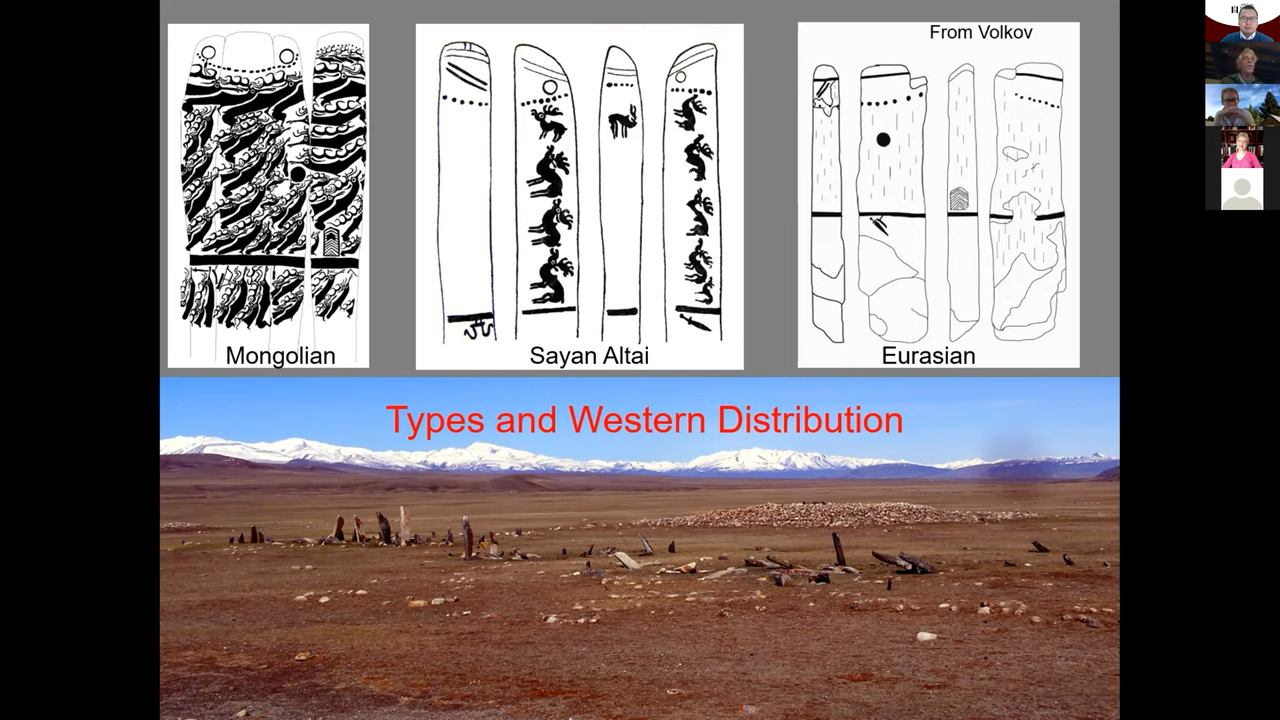 From Volkov
Mongolian
Sayan Altai
Eurasian
Types and Western Distribution